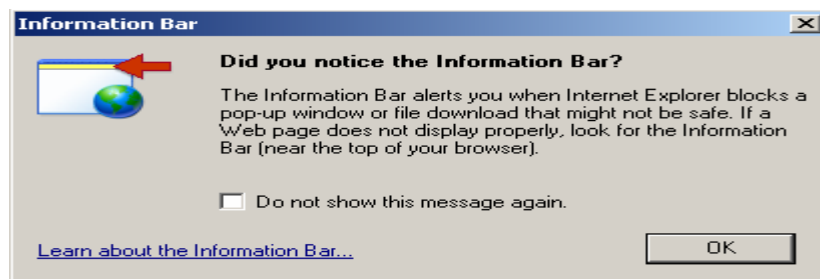 Information Bar
Did you notice the Information Bar?
The Information Bar alerts you when Internet Explorer blocks a
pop-up window or file download that might not be safe. If a
Web page does not display properly, look for the Information
Bar (near the top of your browser).
Do not show this message again.
Learn about the Information Bar...
OK